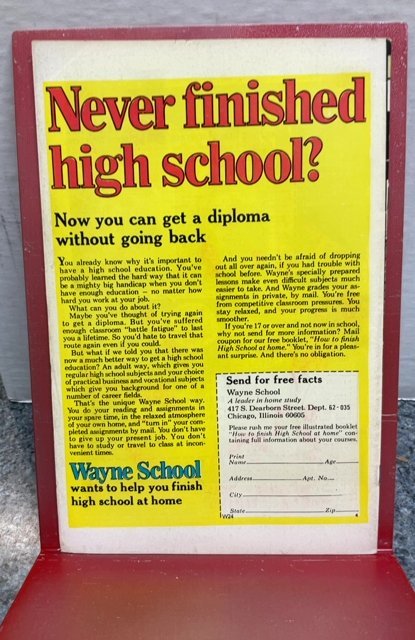 Never finished
high school?
Now you can get a diploma
without going back
You already know why it's important to
have a high school education. You've
probably learned the hard way that it can
be a mighty big handicap when you don't
have enough education — no matter how
hard you work at your job.
What can you do about it?
Maybe you've thought of trying again
to get a diploma. But you've suffered
enough classroom "battle fatigue" to last
you a lifetime. So you'd hate to travel that
route again even if you could.
But what if we told you that there was
now a much better way to get a high school
education? An adult way, which gives you
regular high school subjects and your choice
of practical business and vocational subjects
which give you background for one of a
number of career fields.
That's the unique Wayne School way.
You do your reading and assignments in
your spare time, in the relaxed atmosphere
of your own home, and "turn in" your com-
pleted assignments by mail. You don't have
to give up your present job. You don't
have to study or travel to class at incon-
venient times.
Wayne School
wants to help you finish
high school at home
And you needn't be afraid of dropping
out all over again, if you had trouble with
school before. Wayne's specially prepared
lessons make even difficult subjects much
easier to take. And Wayne grades your as-
signments in private, by mail. You're free
from competitive classroom pressures. You
stay relaxed, and your progress is much
smoother.
If you're 17 or over and not now in school,
why not send for more information? Mail
coupon for our free booklet, "How to finish
High School at home." You're in for a pleas-
ant surprise. And there's no obligation.
Send for free facts
Wayne School
A leader in home study
417 S. Dearborn Street. Dept. 62-035
Chicago, Illinois 60605
Please rush me your free illustrated booklet
"How to finish High School at home" con-
taining full information about your courses.
Print
Name Age
Address Apt. No.
City
State Zip
W24 4